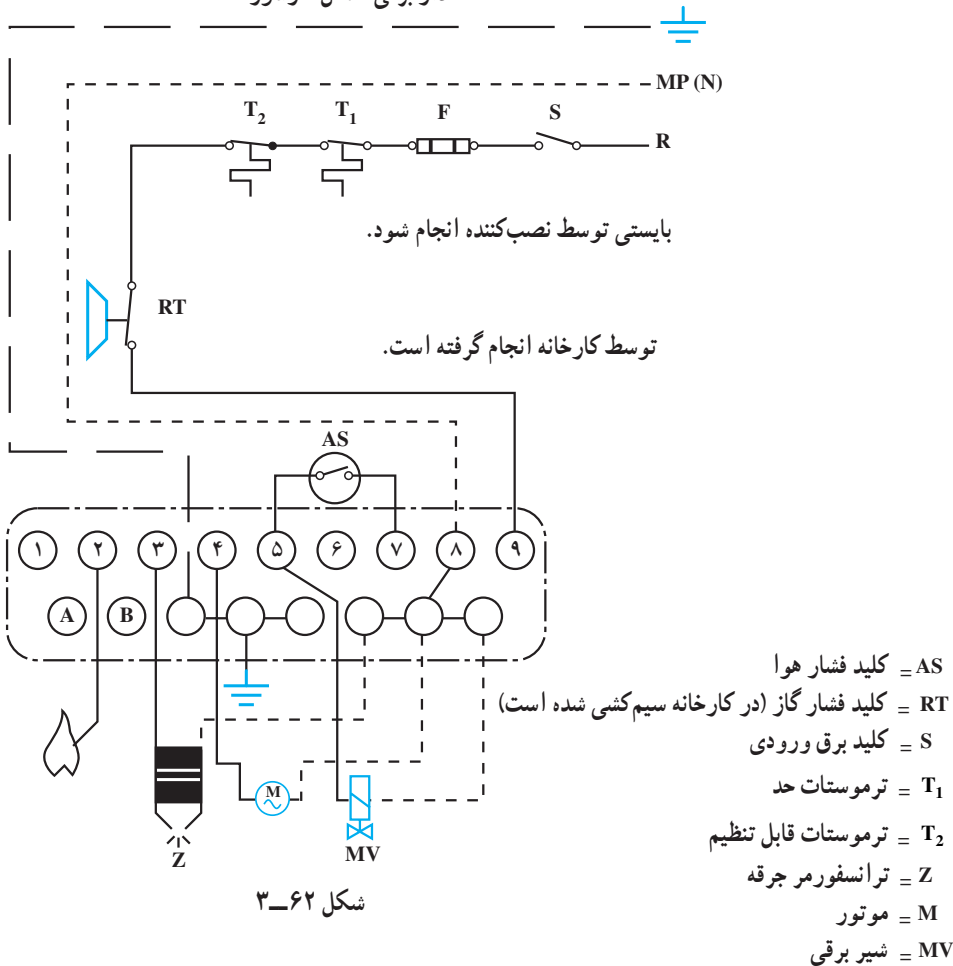 MP (N)
T2 T1 F S
R
بایستی توسط نصب‌کننده انجام شود.
RT
توسط کارخانه انجام گرفته است.
AS
۱ ۲ ۳ ۴ ۵ ۶ ۷ ۸ ۹
A B
M
Z
MV
شکل ۶۲ــ۳
AS = کلید فشار هوا
RT = کلید فشار گاز (در کارخانه سیم‌کشی شده است)
S = کلید برق ورودی
T1 = ترموستات حد
T2 = ترموستات قابل تنظیم
Z = ترانسفورمر جرقه
M = موتور
MV = شیر برقی